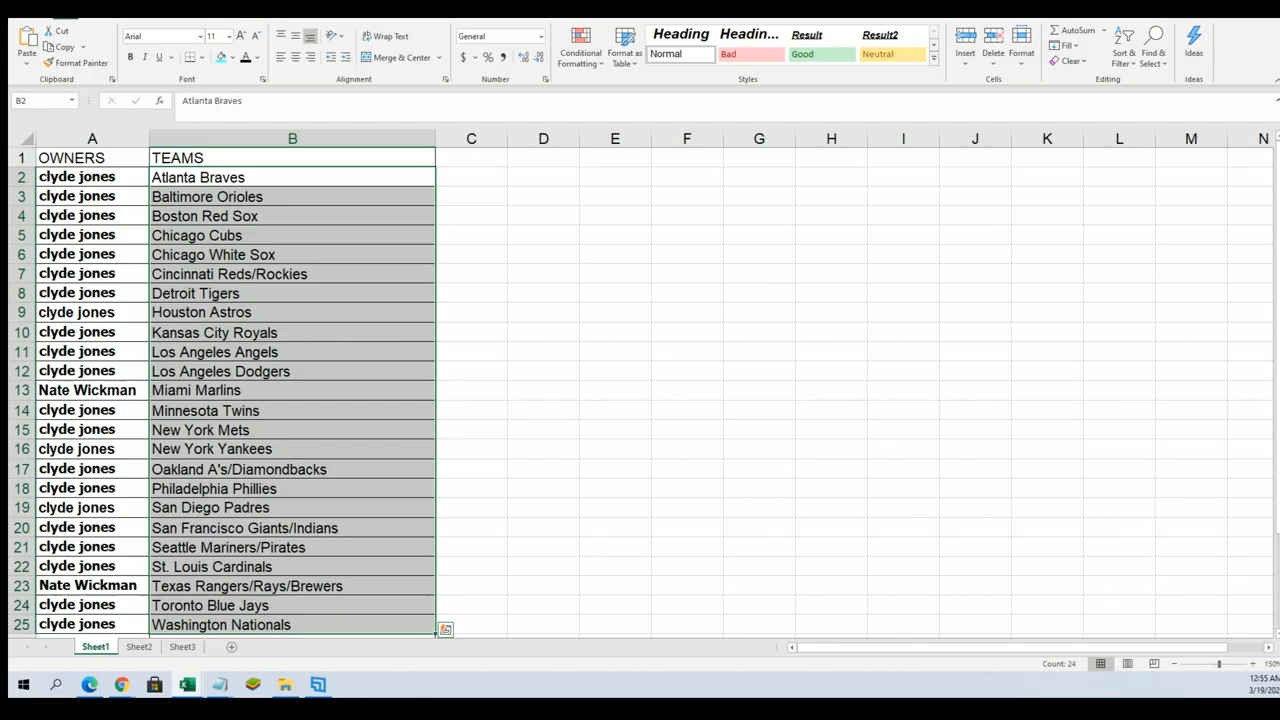 Cut
Copy
Format Painter
Paste
Clipboard
Arial
11
A A
B I U
A
Font
Wrap Text
Merge & Center
Alignment
General
$ % ,
Number
Conditional Formatting
Format as Table
Heading Headin... Result Result2
Normal Bad Good Neutral
Styles
Insert Delete Format
Cells
AutoSum
Fill
Clear
Sort & Filter
Find & Select
Editing
Ideas
Ideas
B2 fx Atlanta Braves
A B C D E F G H I J K L M N
1 OWNERS TEAMS
2 clyde jones Atlanta Braves
3 clyde jones Baltimore Orioles
4 clyde jones Boston Red Sox
5 clyde jones Chicago Cubs
6 clyde jones Chicago White Sox
7 clyde jones Cincinnati Reds/Rockies
8 clyde jones Detroit Tigers
9 clyde jones Houston Astros
10 clyde jones Kansas City Royals
11 clyde jones Los Angeles Angels
12 clyde jones Los Angeles Dodgers
13 Nate Wickman Miami Marlins
14 clyde jones Minnesota Twins
15 clyde jones New York Mets
16 clyde jones New York Yankees
17 clyde jones Oakland A's/Diamondbacks
18 clyde jones Philadelphia Phillies
19 clyde jones San Diego Padres
20 clyde jones San Francisco Giants/Indians
21 clyde jones Seattle Mariners/Pirates
22 clyde jones St. Louis Cardinals
23 Nate Wickman Texas Rangers/Rays/Brewers
24 clyde jones Toronto Blue Jays
25 clyde jones Washington Nationals
Sheet1 Sheet2 Sheet3
Count: 24 150%
12:55 AM
3/19/202